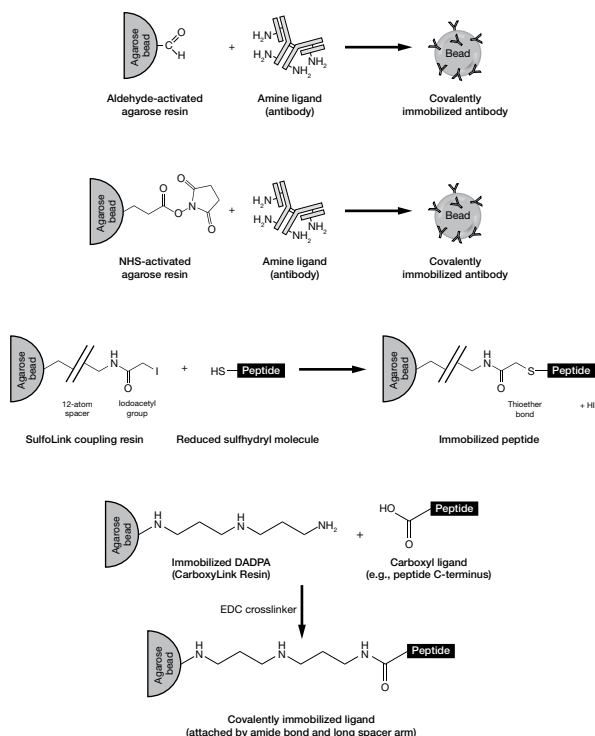 Agarose
bead
C
O
H
+
H₂N
H₂N
NH₂
NH₂
Bead
Aldehyde-activated
agarose resin
Amine ligand
(antibody)
Covalently
immobilized antibody
Agarose
bead
O
O
O
N
O
+
H₂N
H₂N
NH₂
NH₂
Bead
NHS-activated
agarose resin
Amine ligand
(antibody)
Covalently
immobilized antibody
Agarose
bead
H
N
O
I
+
HS
Peptide
Agarose
bead
H
N
O
S
Peptide
12-atom
spacer
Iodoacetyl
group
Thioether
bond
+ HI
SulfoLink coupling resin
Reduced sulfhydryl molecule
Immobilized peptide
Agarose
bead
H
N
H
N
NH₂
+
HO
O
Peptide
Immobilized DADPA
(CarboxyLink Resin)
Carboxyl ligand
(e.g., peptide C-terminus)
EDC crosslinker
Agarose
bead
H
N
H
N
H
N
O
Peptide
Covalently immobilized ligand
(attached by amide bond and long spacer arm)